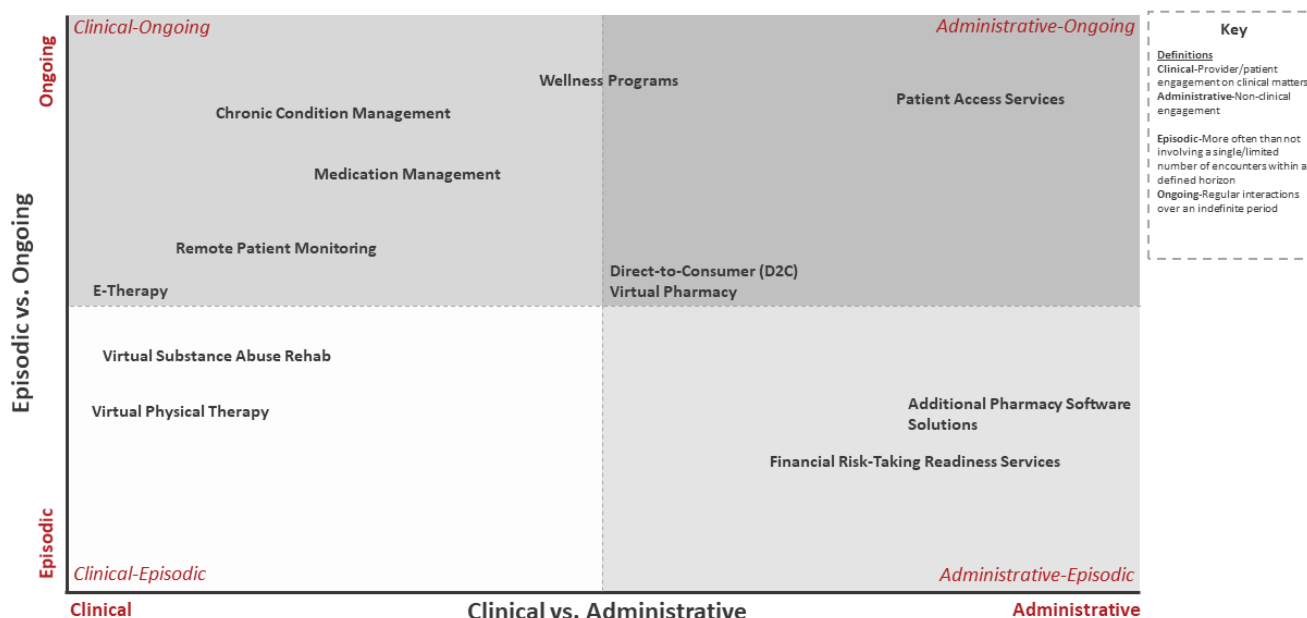 Clinical-Ongoing
Administrative-Ongoing
Wellness Programs
Patient Access Services
Chronic Condition Management
Medication Management
Remote Patient Monitoring
Direct-to-Consumer (D2C)
Virtual Pharmacy
E-Therapy
Virtual Substance Abuse Rehab
Virtual Physical Therapy
Additional Pharmacy Software
Solutions
Financial Risk-Taking Readiness Services
Clinical-Episodic
Administrative-Episodic
Ongoing
Episodic vs. Ongoing
Episodic
Clinical
Clinical vs. Administrative
Administrative
Key
Definitions
Clinical-Provider/patient
engagement on clinical matters
Administrative-Non-clinical
engagement
Episodic-More often than not
involving a single/limited
number of encounters within a
defined horizon
Ongoing-Regular interactions
over an indefinite period